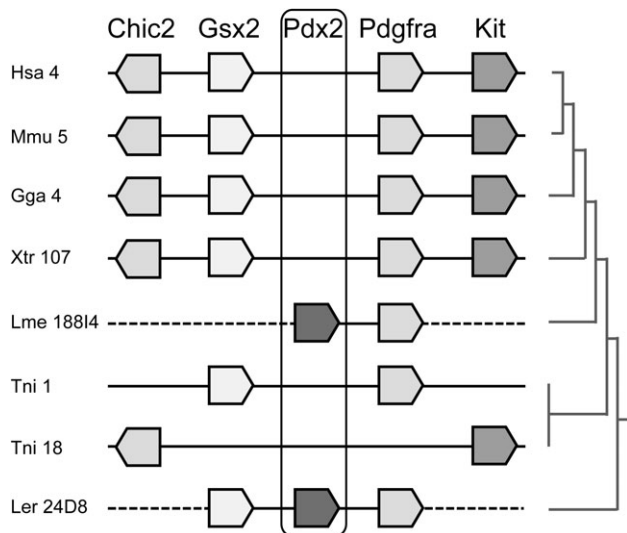 Chic2 Gsx2 Pdx2 Pdgfra Kit
Hsa 4
Mmu 5
Gga 4
Xtr 107
Lme 188I4
Tni 1
Tni 18
Ler 24D8